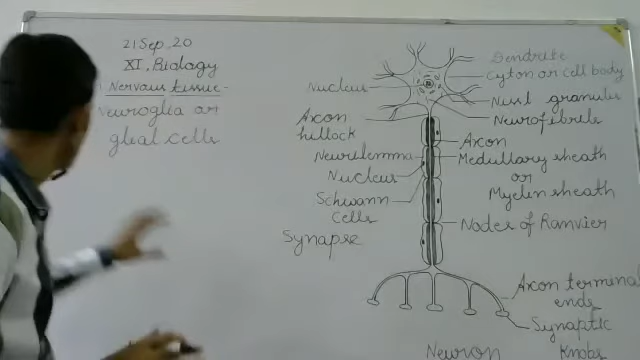 21 Sep, 20
XI. Biology
Nervous tissue -
Neuroglia or
glial cells
Nucleus
Axon
hillock
Neurilemma
Nucleus
Schwann
Cells
Synapse
Dendrite
Cyton or cell body
Nissl granules
Neurofibrils
Axon
Medullary sheath
or
Myelin sheath
Nodes of Ranvier
Axon terminal
ends
Synaptic
Knobs
Neuron